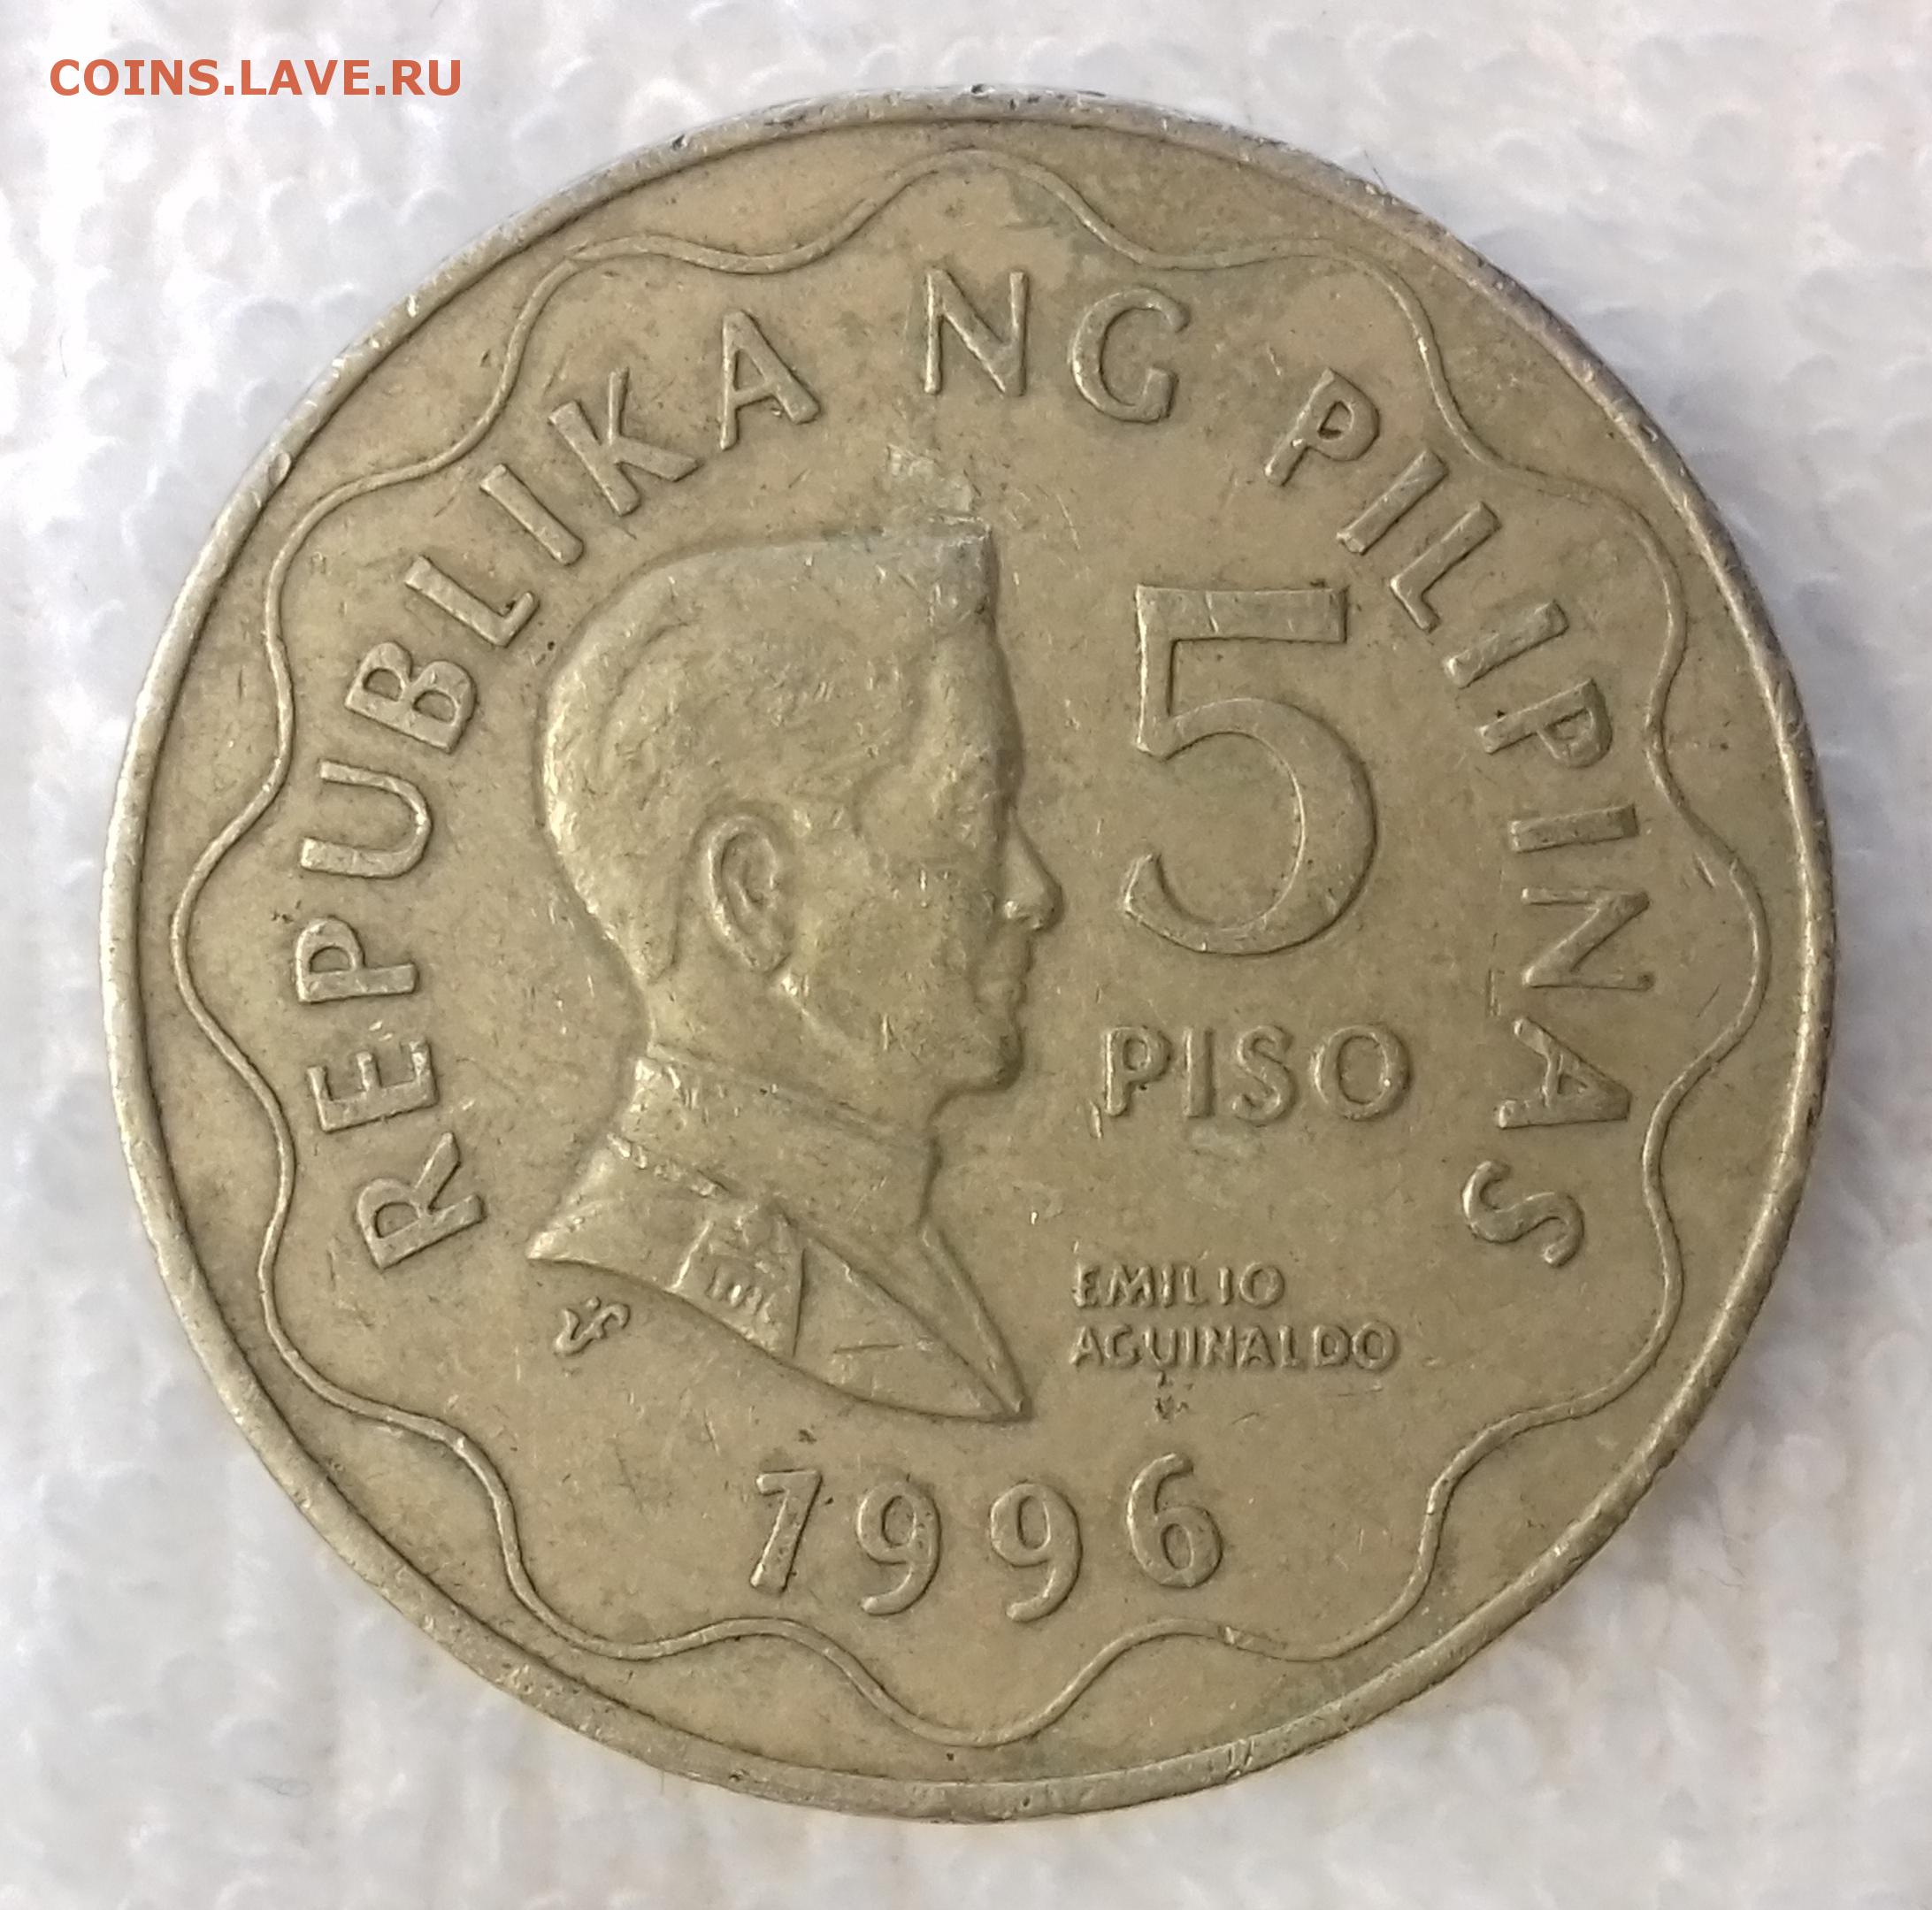 COINS.LAVE.RU
REPUBLIKA NG PILIPINAS
5
PISO
EMILIO
AGUINALDO
1996